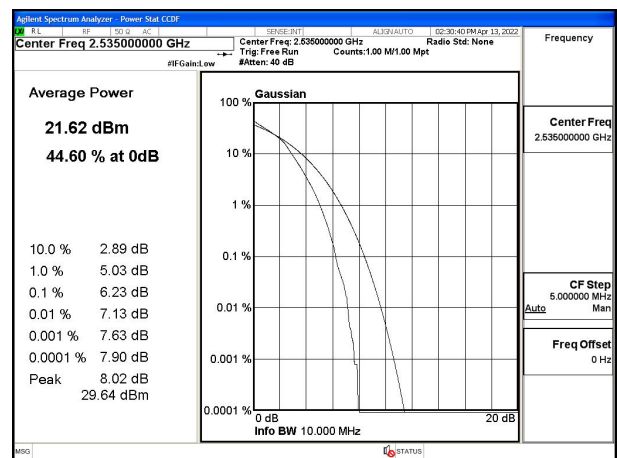 Agilent Spectrum Analyzer - Power Stat CCDF
LXI RL RF 50 Ω AC SENSE:INT ALIGN AUTO 02:30:40 PM Apr 13, 2022
Center Freq 2.535000000 GHz
Center Freq: 2.535000000 GHz Radio Std: None
Trig: Free Run Counts:1.00 M/1.00 Mpt
#IFGain:Low #Atten: 40 dB
Frequency
Average Power
21.62 dBm
44.60 % at 0dB
10.0 % 2.89 dB
1.0 % 5.03 dB
0.1 % 6.23 dB
0.01 % 7.13 dB
0.001 % 7.63 dB
0.0001 % 7.90 dB
Peak 8.02 dB
29.64 dBm
Gaussian
100 %
10 %
1 %
0.1 %
0.01 %
0.001 %
0.0001 %
0 dB 20 dB
Info BW 10.000 MHz
Center Freq
2.535000000 GHz
CF Step
5.000000 MHz
Auto Man
Freq Offset
0 Hz
MSG STATUS